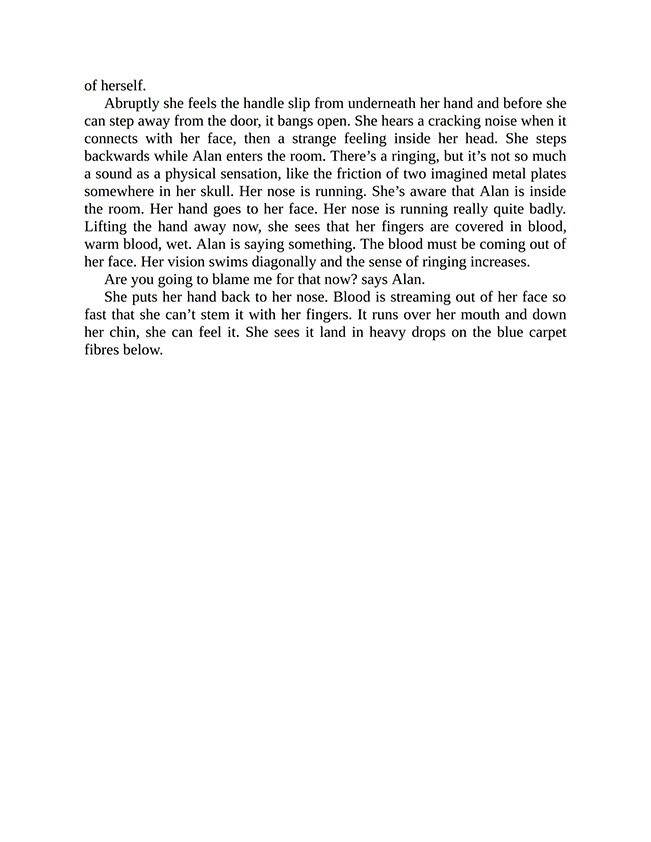 of herself.
Abruptly she feels the handle slip from underneath her hand and before she
can step away from the door, it bangs open. She hears a cracking noise when it
connects with her face, then a strange feeling inside her head. She steps
backwards while Alan enters the room. There’s a ringing, but it’s not so much
a sound as a physical sensation, like the friction of two imagined metal plates
somewhere in her skull. Her nose is running. She’s aware that Alan is inside
the room. Her hand goes to her face. Her nose is running really quite badly.
Lifting the hand away now, she sees that her fingers are covered in blood,
warm blood, wet. Alan is saying something. The blood must be coming out of
her face. Her vision swims diagonally and the sense of ringing increases.
Are you going to blame me for that now? says Alan.
She puts her hand back to her nose. Blood is streaming out of her face so
fast that she can’t stem it with her fingers. It runs over her mouth and down
her chin, she can feel it. She sees it land in heavy drops on the blue carpet
fibres below.